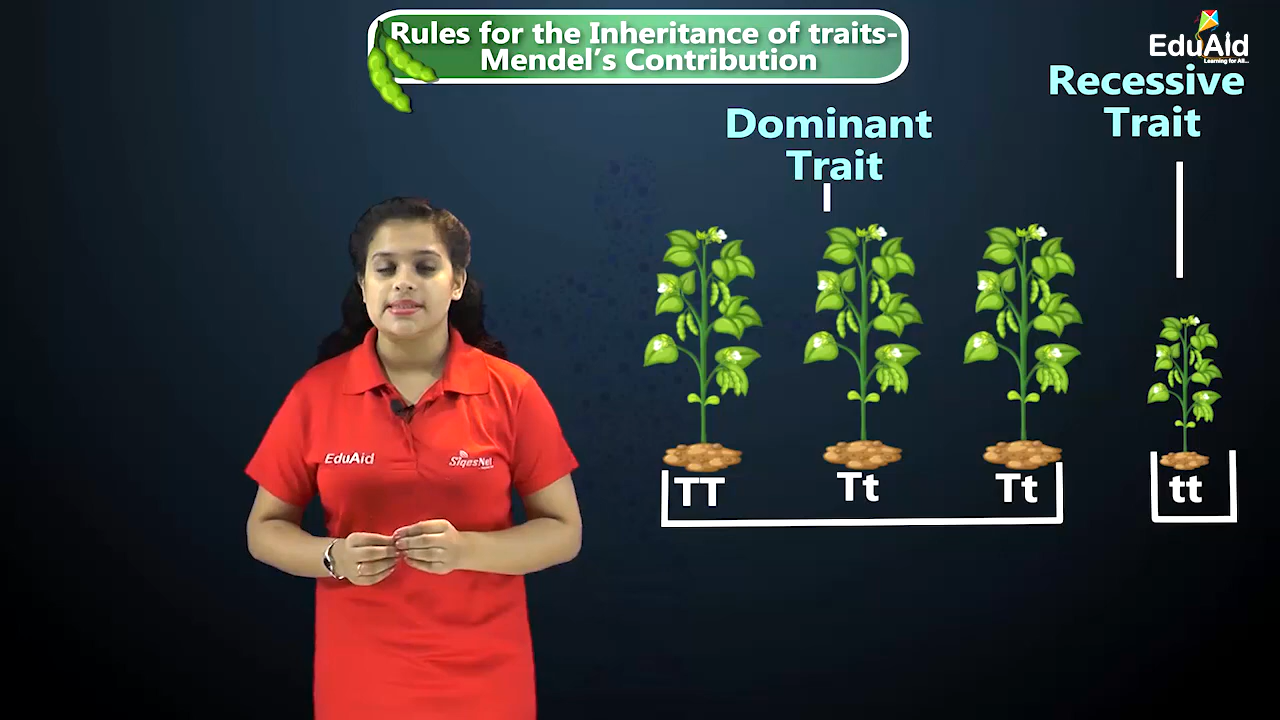 Rules for the Inheritance of traits-
Mendel's Contribution
EduAid
Learning for All...
Recessive
Trait
Dominant
Trait
EduAid
SiqesNet
TT
Tt
Tt
tt